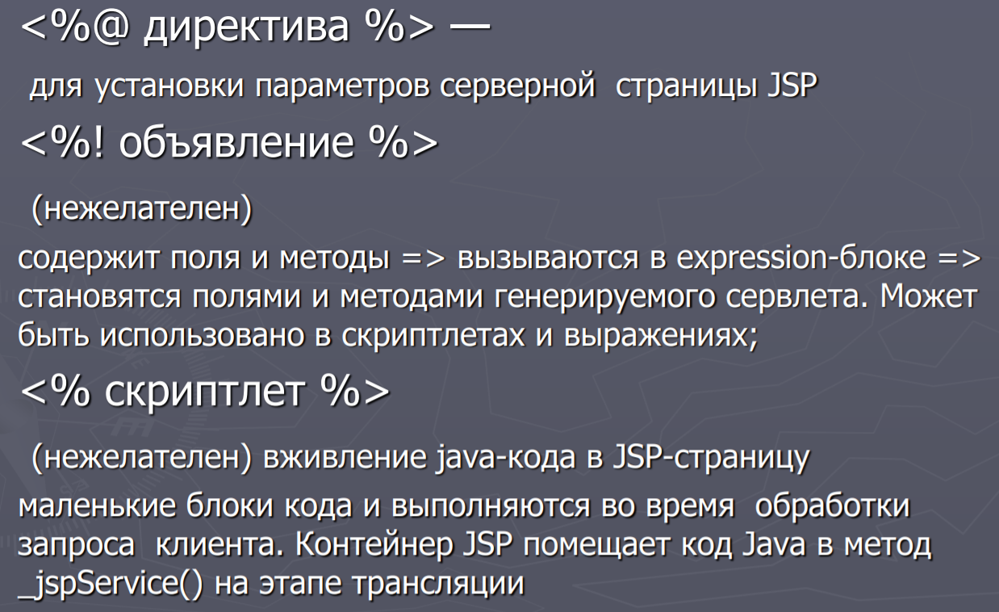 <%@ директива %> —
для установки параметров серверной страницы JSP
<%! объявление %>
(нежелателен)
содержит поля и методы => вызываются в expression-блоке =>
становятся полями и методами генерируемого сервлета. Может
быть использовано в скриптлетах и выражениях;
<% скриптлет %>
(нежелателен) вживление java-кода в JSP-страницу
маленькие блоки кода и выполняются во время обработки
запроса клиента. Контейнер JSP помещает код Java в метод
_jspService() на этапе трансляции